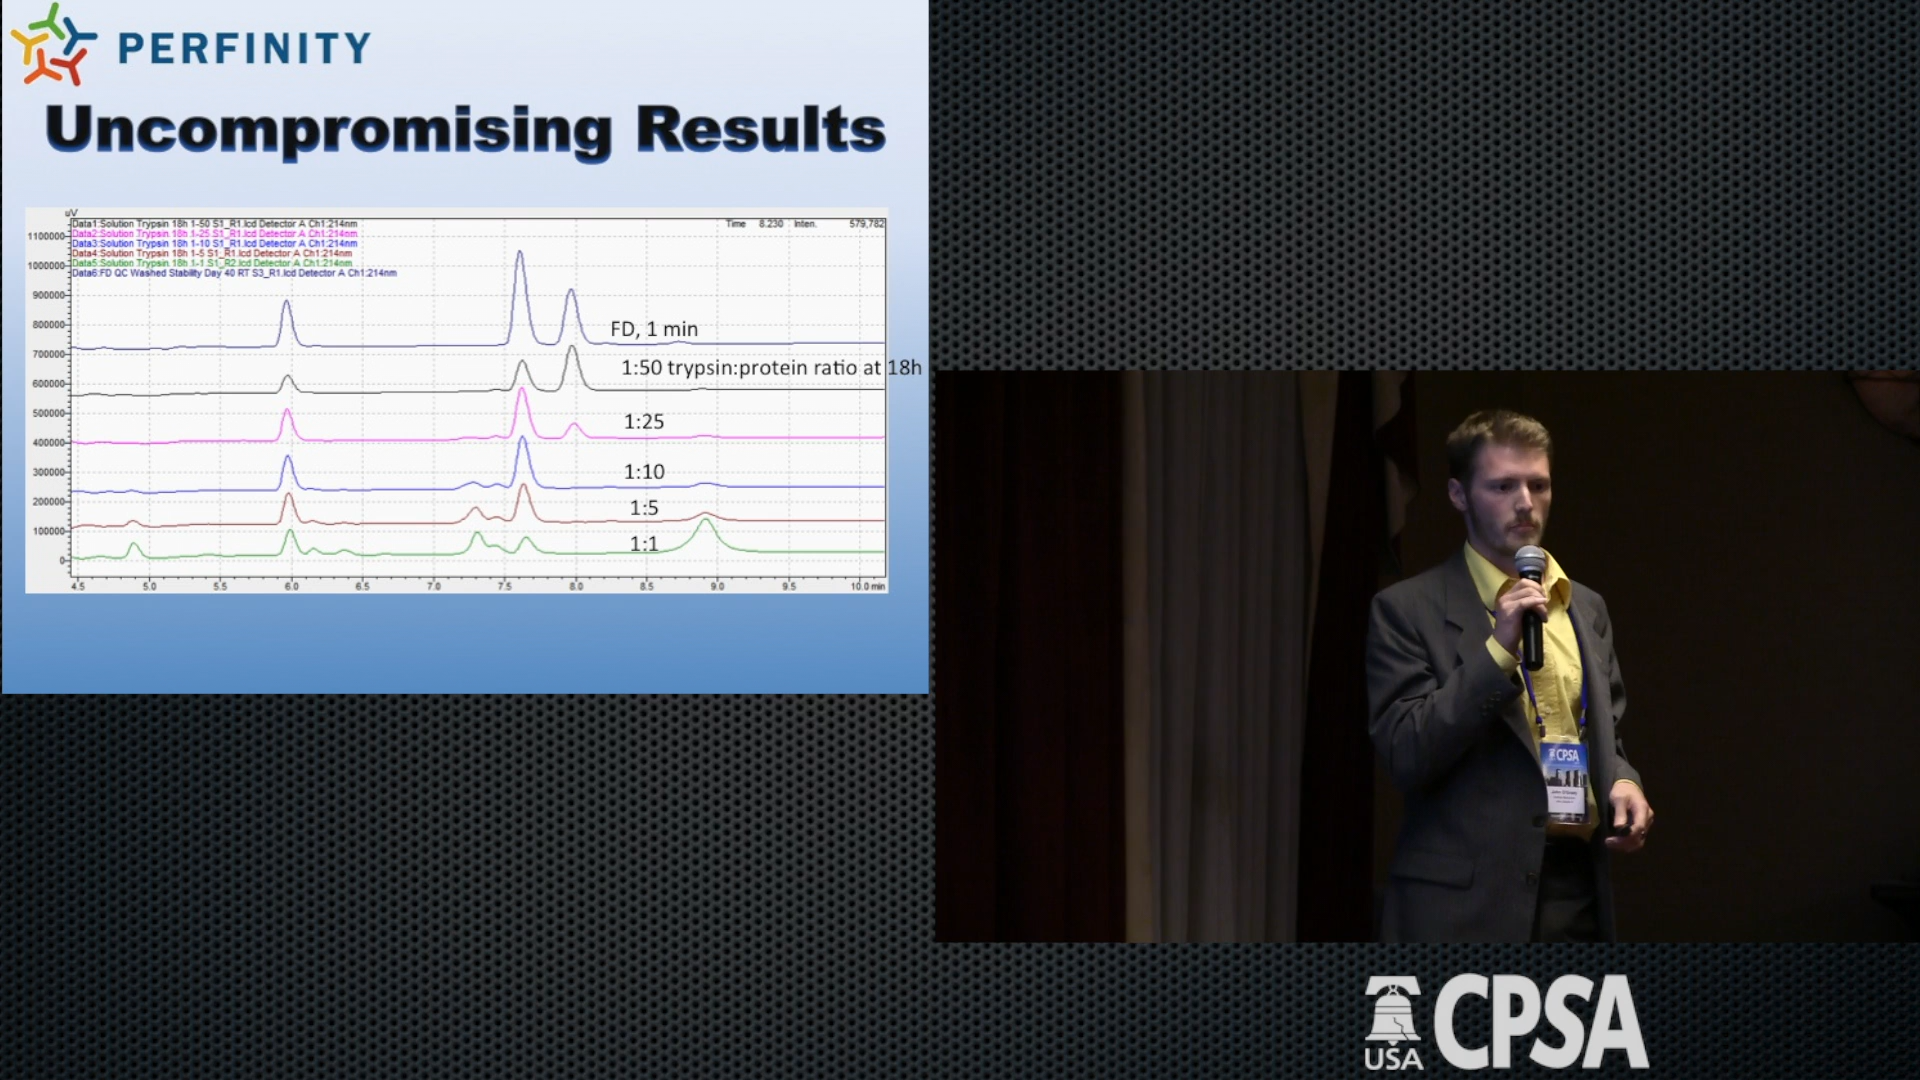 PERFINITY
Uncompromising Results
uV
Data1:Solution Trypsin 18h 1-50 S1_R1.lcd Detector A Ch1:214nm
Data2:Solution Trypsin 18h 1-25 S1_R1.lcd Detector A Ch1:214nm
Data3:Solution Trypsin 18h 1-10 S1_R1.lcd Detector A Ch1:214nm
Data4:Solution Trypsin 18h 1-5 S1_R1.lcd Detector A Ch1:214nm
Data5:Solution Trypsin 18h 1-1 S1_R2.lcd Detector A Ch1:214nm
Data6:FD QC Washed Stability Day 40 RT S3_R1.lcd Detector A Ch1:214nm
Time 8.230 Inten. 579,782
1100000
1000000
900000
800000
700000
600000
500000
400000
300000
200000
100000
0
FD, 1 min
1:50 trypsin:protein ratio at 18h
1:25
1:10
1:5
1:1
4.5 5.0 5.5 6.0 6.5 7.0 7.5 8.0 8.5 9.0 9.5 10.0 min
CPSA
USA CPSA